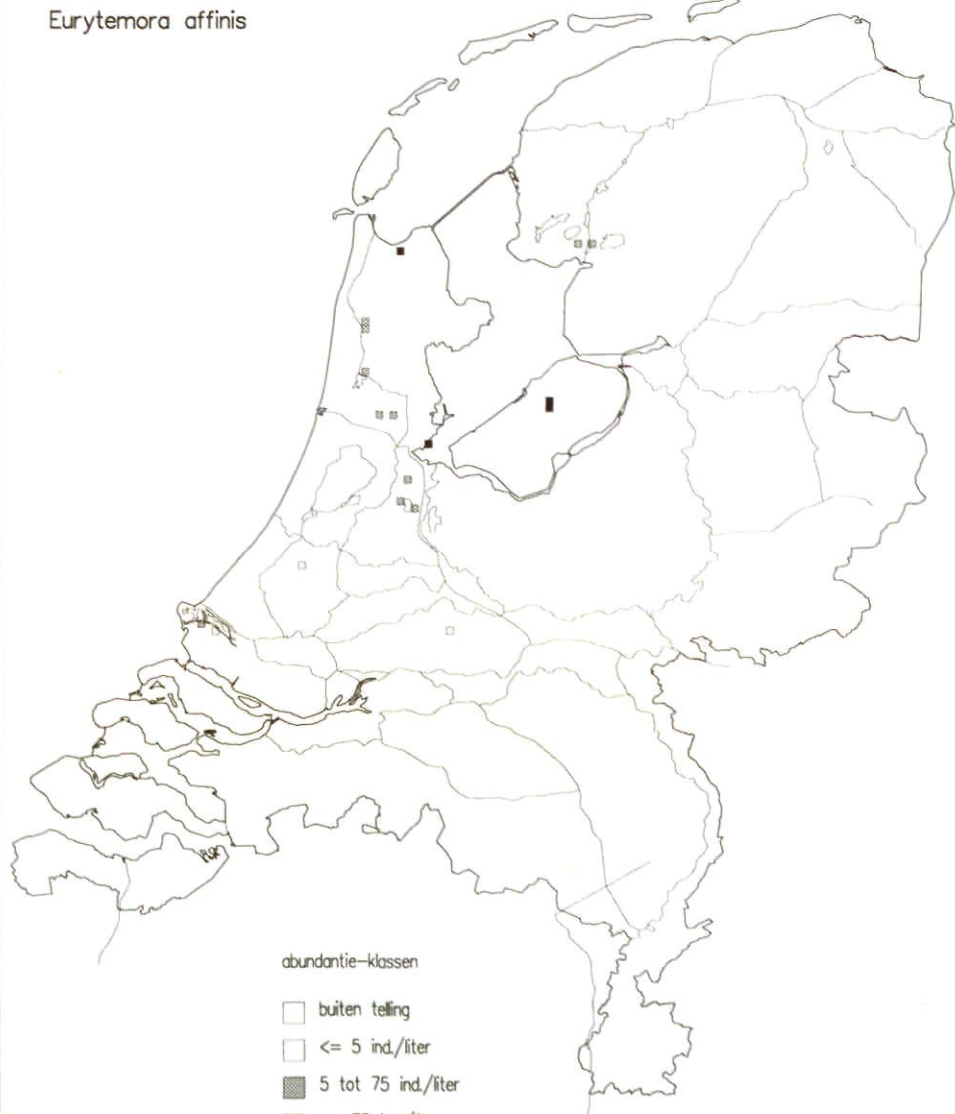 Eurytemora affinis
abundantie-klassen
buiten telling
<= 5 ind./liter
5 tot 75 ind./liter